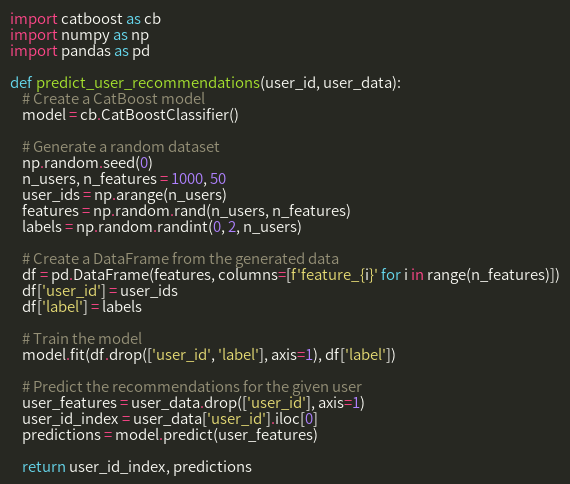 import catboost as cb
import numpy as np
import pandas as pd

def predict_user_recommendations(user_id, user_data):
    # Create a CatBoost model
    model = cb.CatBoostClassifier()

    # Generate a random dataset
    np.random.seed(0)
    n_users, n_features = 1000, 50
    user_ids = np.arange(n_users)
    features = np.random.rand(n_users, n_features)
    labels = np.random.randint(0, 2, n_users)

    # Create a DataFrame from the generated data
    df = pd.DataFrame(features, columns=[f'feature_{i}' for i in range(n_features)])
    df['user_id'] = user_ids
    df['label'] = labels

    # Train the model
    model.fit(df.drop(['user_id', 'label'], axis=1), df['label'])

    # Predict the recommendations for the given user
    user_features = user_data.drop(['user_id'], axis=1)
    user_id_index = user_data['user_id'].iloc[0]
    predictions = model.predict(user_features)

    return user_id_index, predictions